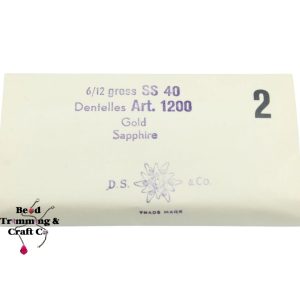 6/12 gross SS 40
Dentelles Art. 1200
Gold
Sapphire
2
D.S. & Co.
TRADE MARK
Bead
Trimming &
Craft Co